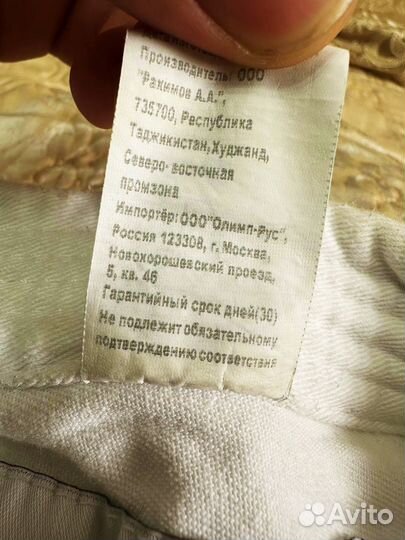 Производитель: ООО
"Рахимов А.А.",
735700, Республика
Таджикистан, Худжанд,
Северо- восточная
промзона
Импортёр: ООО"Олимп-Рус",
Россия 123308, г. Москва,
Новохорошевский проезд,
5, кв. 46
Гарантийный срок дней(30)
Не подлежит обязательному
подтверждению соответствия
Avito